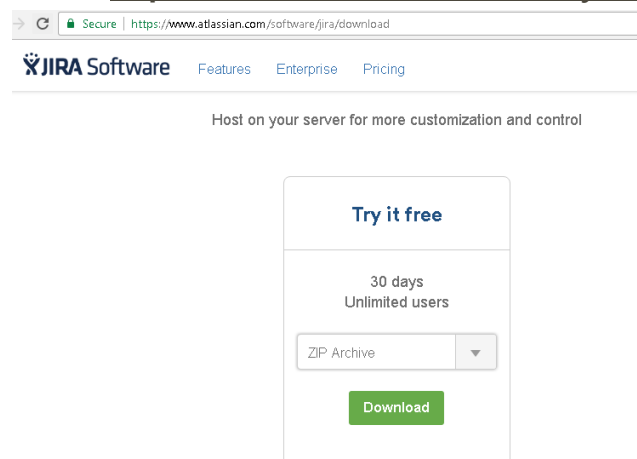 Secure | https://www.atlassian.com/software/jira/download
JIRA Software Features Enterprise Pricing
Host on your server for more customization and control
Try it free
30 days
Unlimited users
ZIP Archive
Download